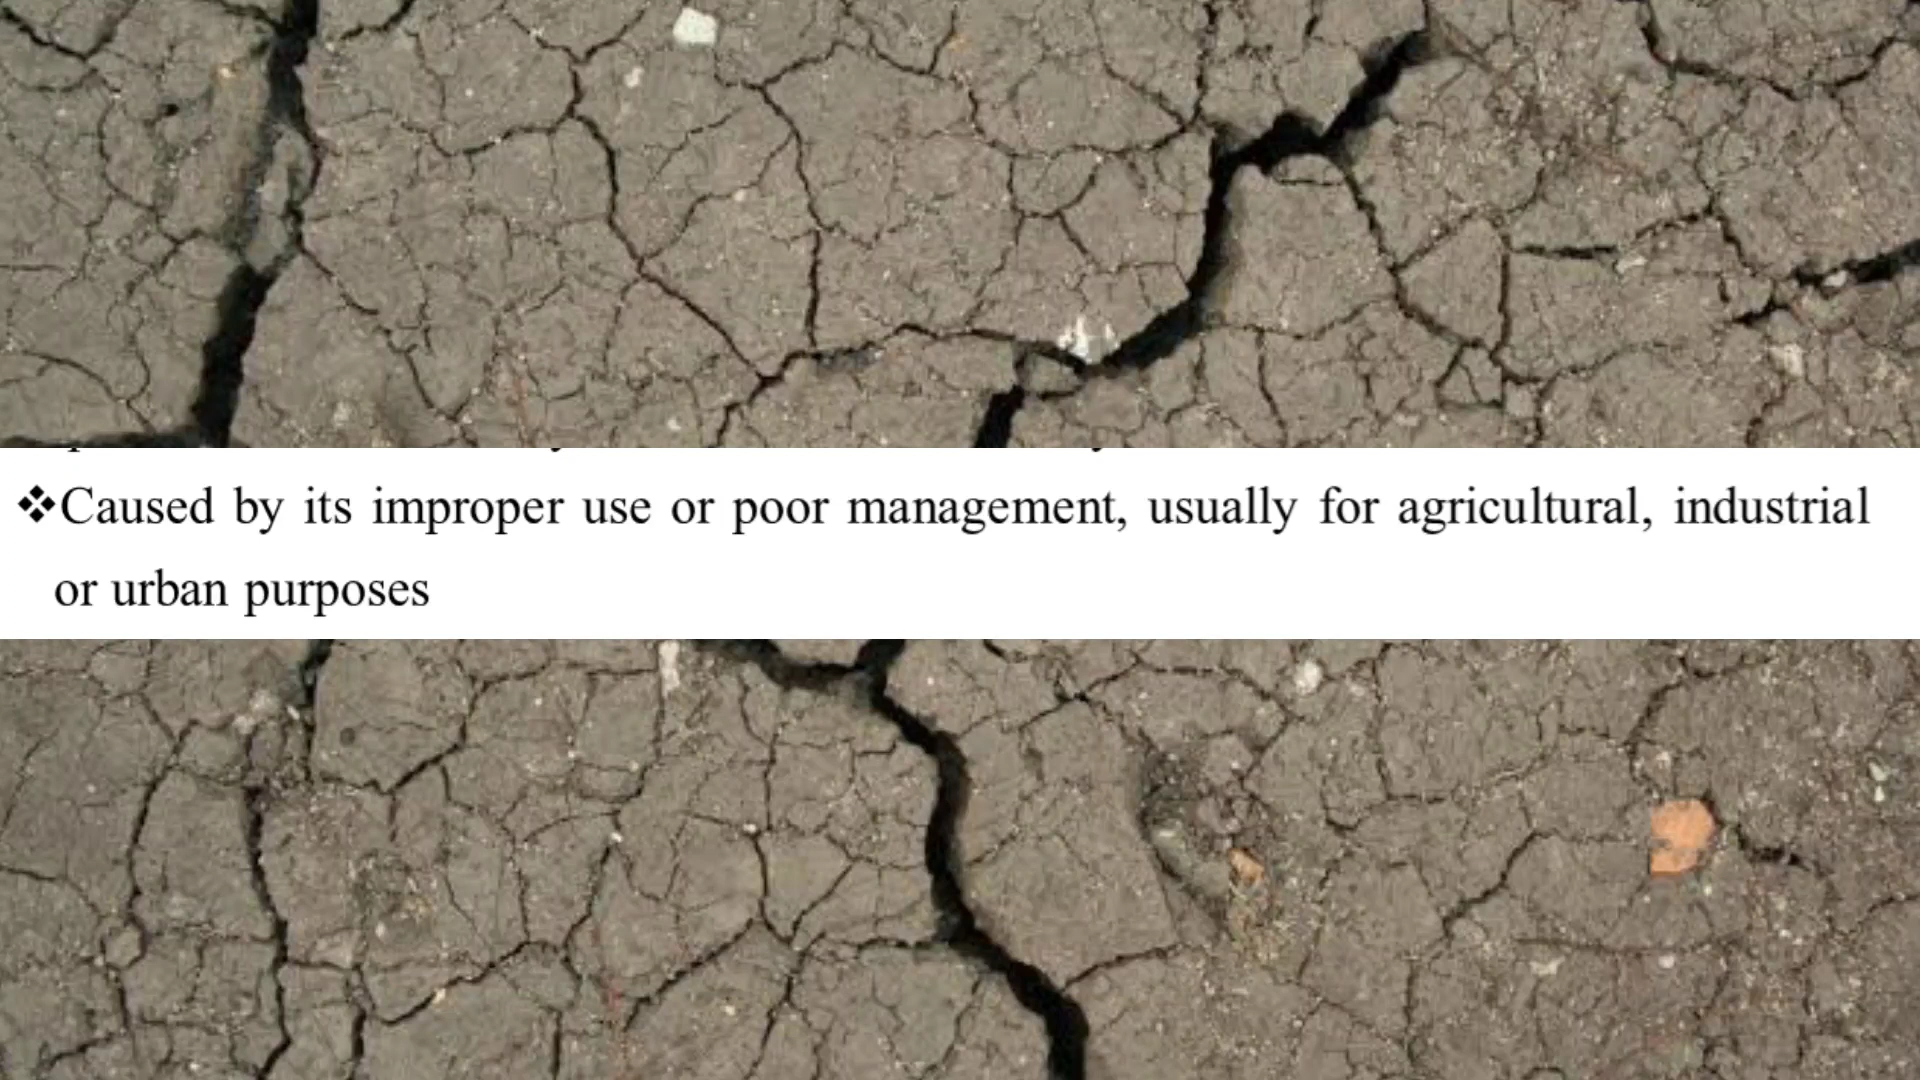 ❖Caused by its improper use or poor management, usually for agricultural, industrial
or urban purposes